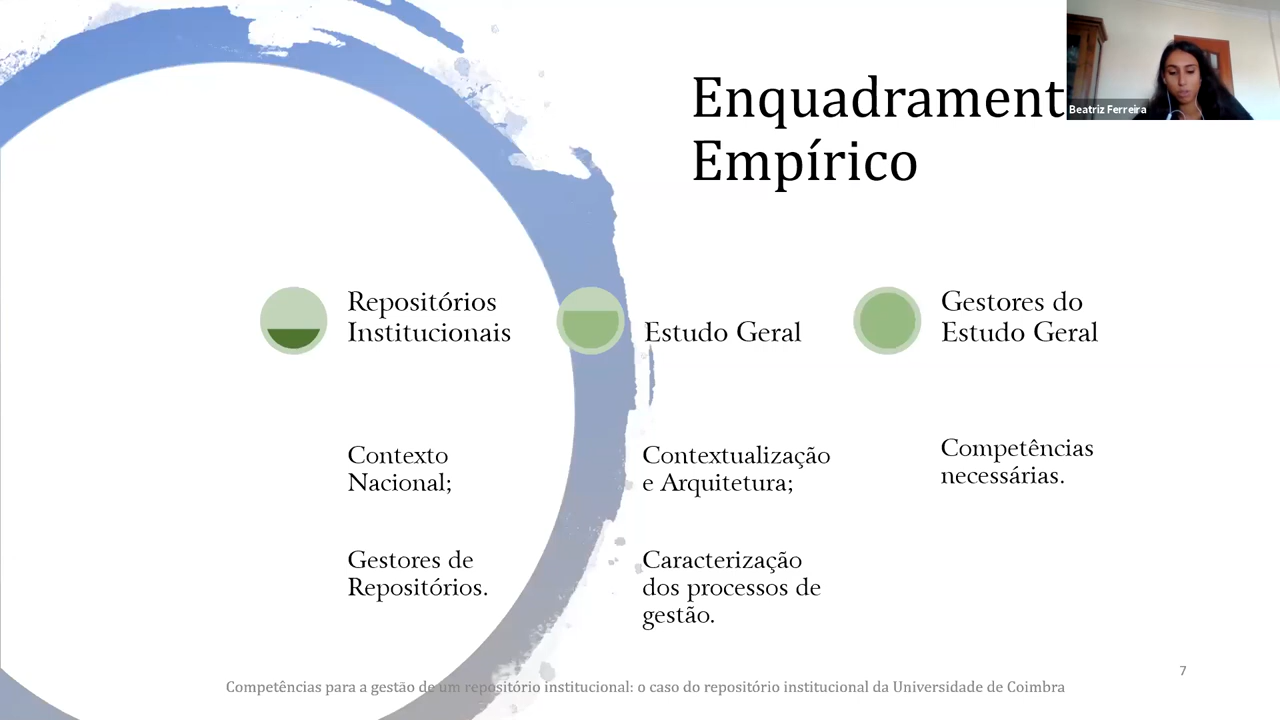 Enquadrament
Empírico
Beatriz Ferreira
Repositórios
Institucionais
Contexto
Nacional;
Gestores de
Repositórios.
Estudo Geral
Contextualização
e Arquitetura;
Caracterização
dos processos de
gestão.
Gestores do
Estudo Geral
Competências
necessárias.
7
Competências para a gestão de um repositório institucional: o caso do repositório institucional da Universidade de Coimbra